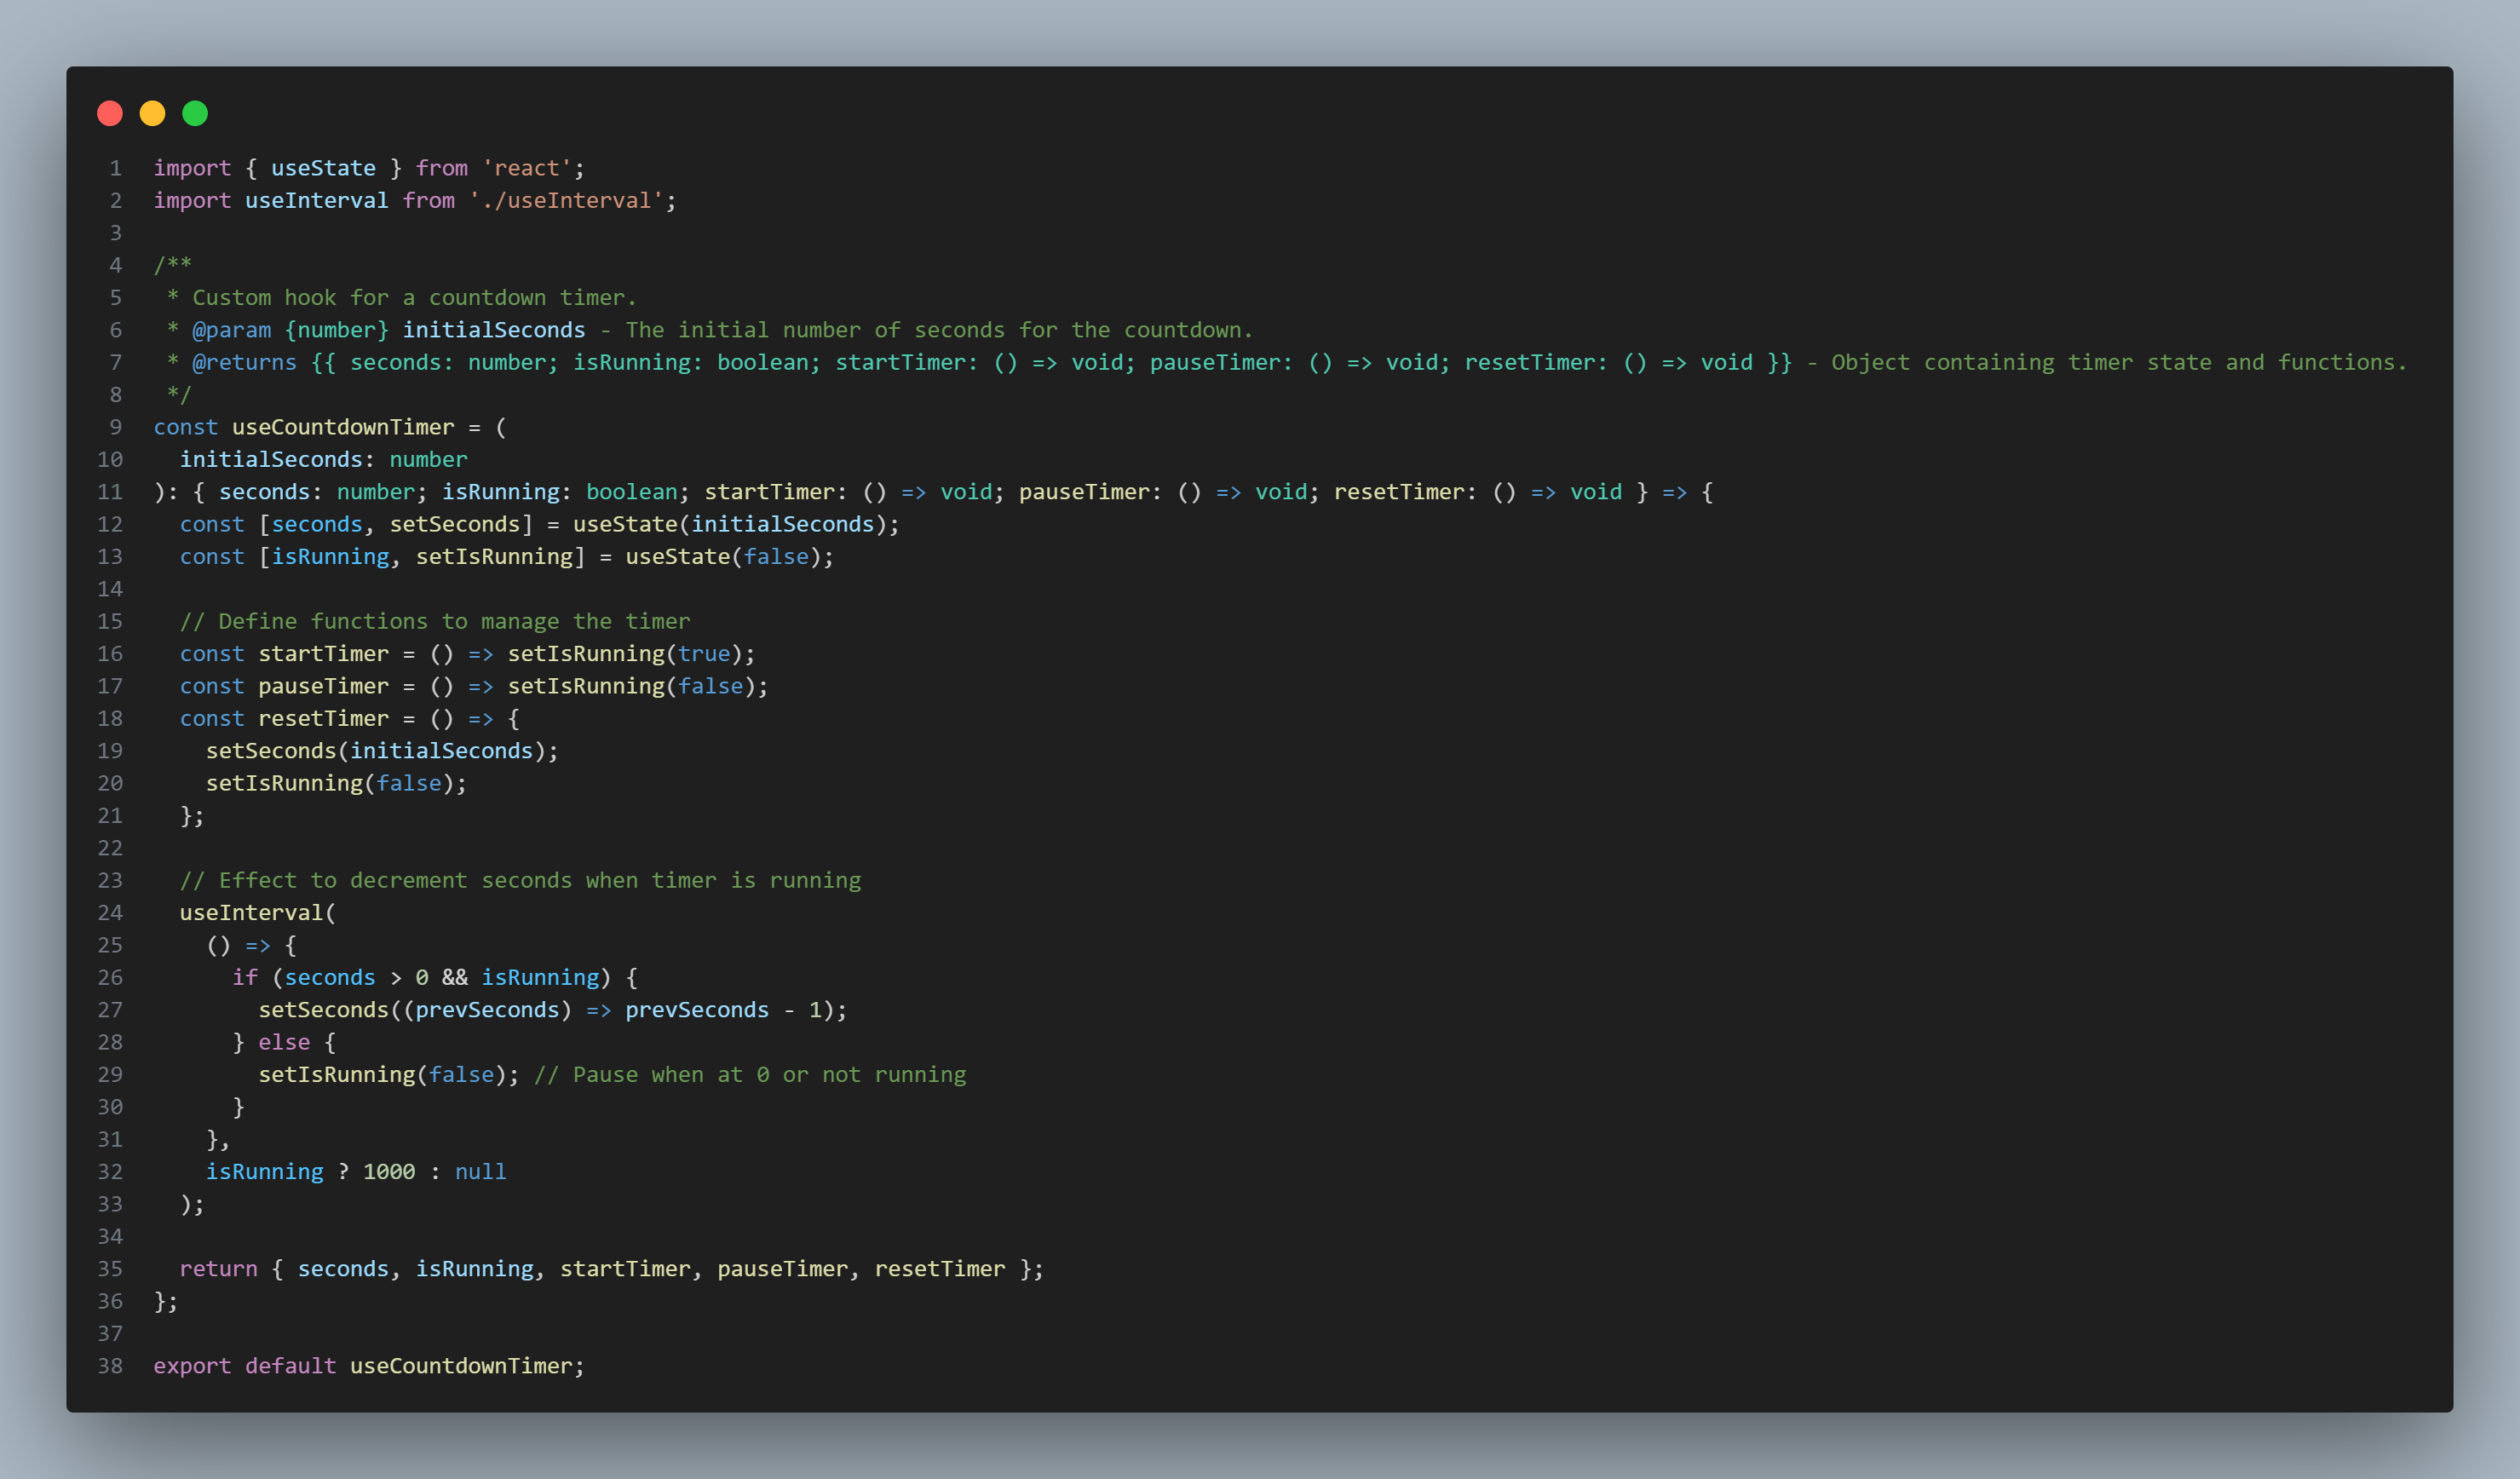 1 import { useState } from 'react';
2 import useInterval from './useInterval';
3
4 /**
5  * Custom hook for a countdown timer.
6  * @param {number} initialSeconds - The initial number of seconds for the countdown.
7  * @returns {{ seconds: number; isRunning: boolean; startTimer: () => void; pauseTimer: () => void; resetTimer: () => void }} - Object containing timer state and functions.
8  */
9 const useCountdownTimer = (
10   initialSeconds: number
11 ): { seconds: number; isRunning: boolean; startTimer: () => void; pauseTimer: () => void; resetTimer: () => void } => {
12   const [seconds, setSeconds] = useState(initialSeconds);
13   const [isRunning, setIsRunning] = useState(false);
14
15   // Define functions to manage the timer
16   const startTimer = () => setIsRunning(true);
17   const pauseTimer = () => setIsRunning(false);
18   const resetTimer = () => {
19     setSeconds(initialSeconds);
20     setIsRunning(false);
21   };
22
23   // Effect to decrement seconds when timer is running
24   useInterval(
25     () => {
26       if (seconds > 0 && isRunning) {
27         setSeconds((prevSeconds) => prevSeconds - 1);
28       } else {
29         setIsRunning(false); // Pause when at 0 or not running
30       }
31     },
32     isRunning ? 1000 : null
33   );
34
35   return { seconds, isRunning, startTimer, pauseTimer, resetTimer };
36 };
37
38 export default useCountdownTimer;